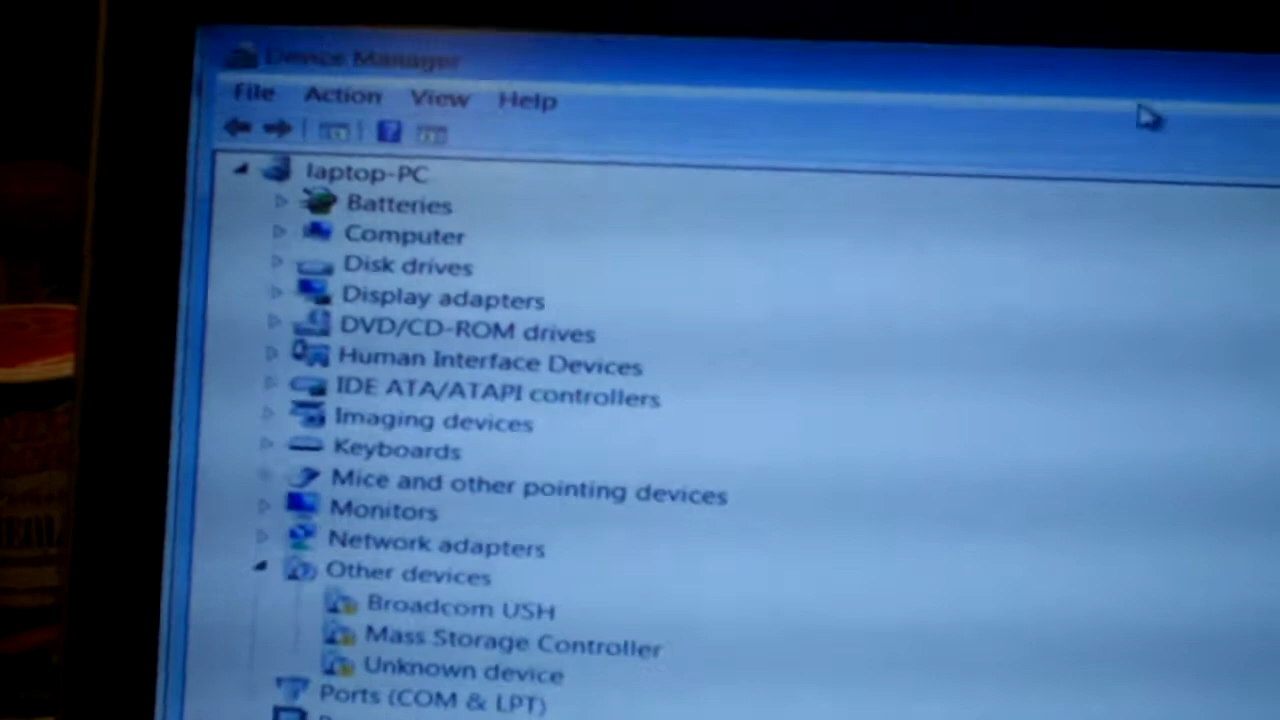 Device Manager
File Action View Help
laptop-PC
Batteries
Computer
Disk drives
Display adapters
DVD/CD-ROM drives
Human Interface Devices
IDE ATA/ATAPI controllers
Imaging devices
Keyboards
Mice and other pointing devices
Monitors
Network adapters
Other devices
Broadcom USH
Mass Storage Controller
Unknown device
Ports (COM & LPT)